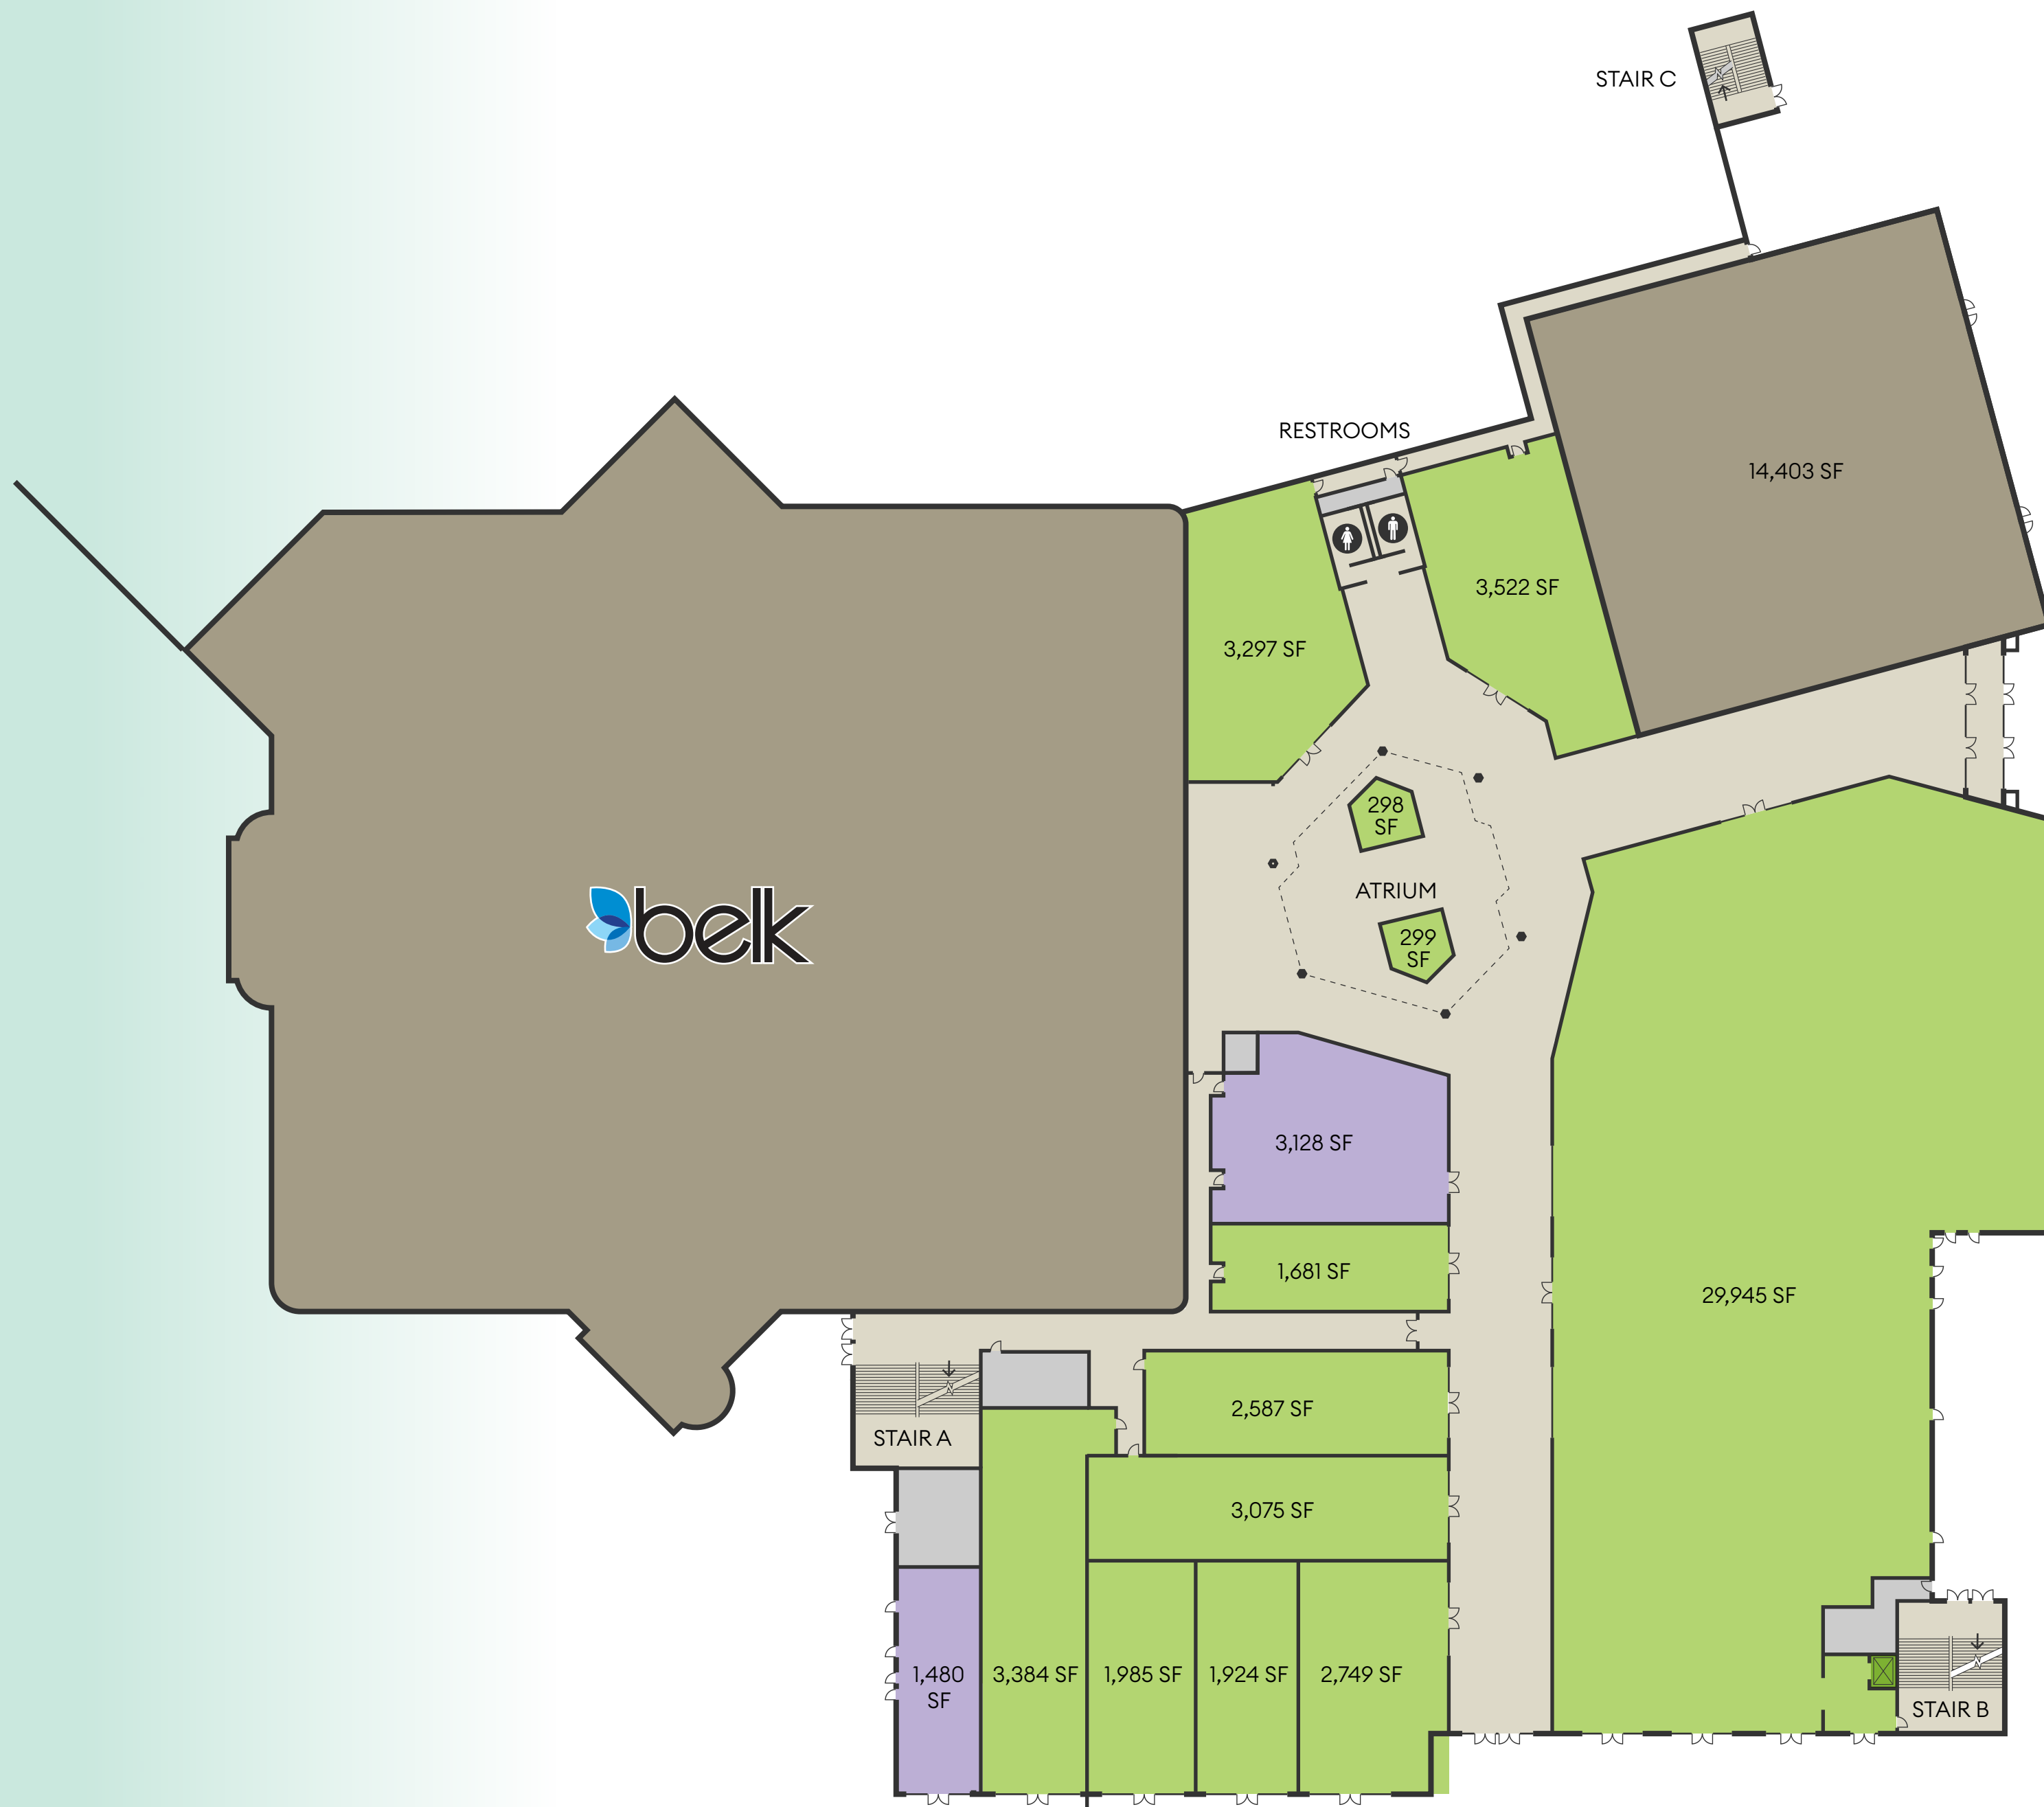 STAIR C
RESTROOMS
14,403 SF
3,522 SF
3,297 SF
298
SF
ATRIUM
belk
299
SF
3,128 SF
1,681 SF
29,945 SF
2,587 SF
STAIR A
N
3,075 SF
1,480
SF
3,384 SF
1,985 SF
1,924 SF
2,749 SF
STAIR B